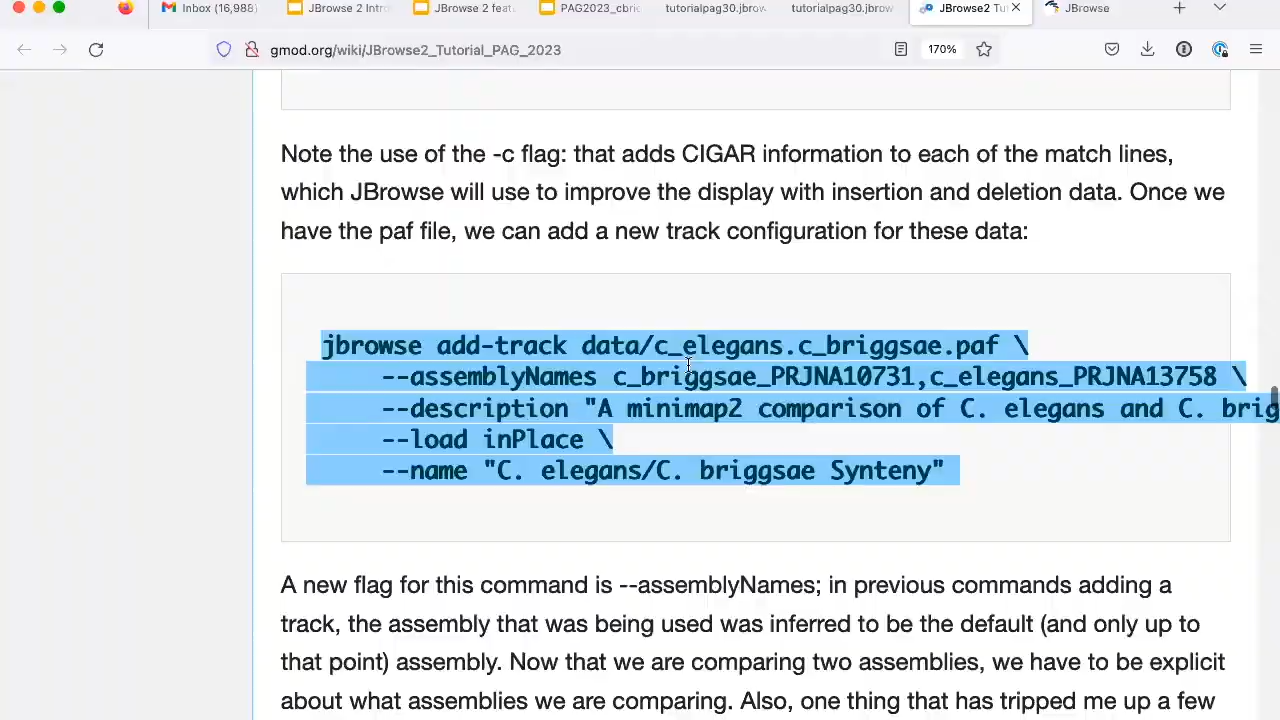 Inbox (16,988) JBrowse 2 Intro JBrowse 2 feat PAG2023_cbri tutorialpag30.jbrow tutorialpag30.jbrow JBrowse2 Tu JBrowse
gmod.org/wiki/JBrowse2_Tutorial_PAG_2023 170%
Note the use of the -c flag: that adds CIGAR information to each of the match lines,
which JBrowse will use to improve the display with insertion and deletion data. Once we
have the paf file, we can add a new track configuration for these data:
jbrowse add-track data/c_elegans.c_briggsae.paf \
--assemblyNames c_briggsae_PRJNA10731,c_elegans_PRJNA13758 \
--description "A minimap2 comparison of C. elegans and C. brig
--load inPlace \
--name "C. elegans/C. briggsae Synteny"
A new flag for this command is --assemblyNames; in previous commands adding a
track, the assembly that was being used was inferred to be the default (and only up to
that point) assembly. Now that we are comparing two assemblies, we have to be explicit
about what assemblies we are comparing. Also, one thing that has tripped me up a few